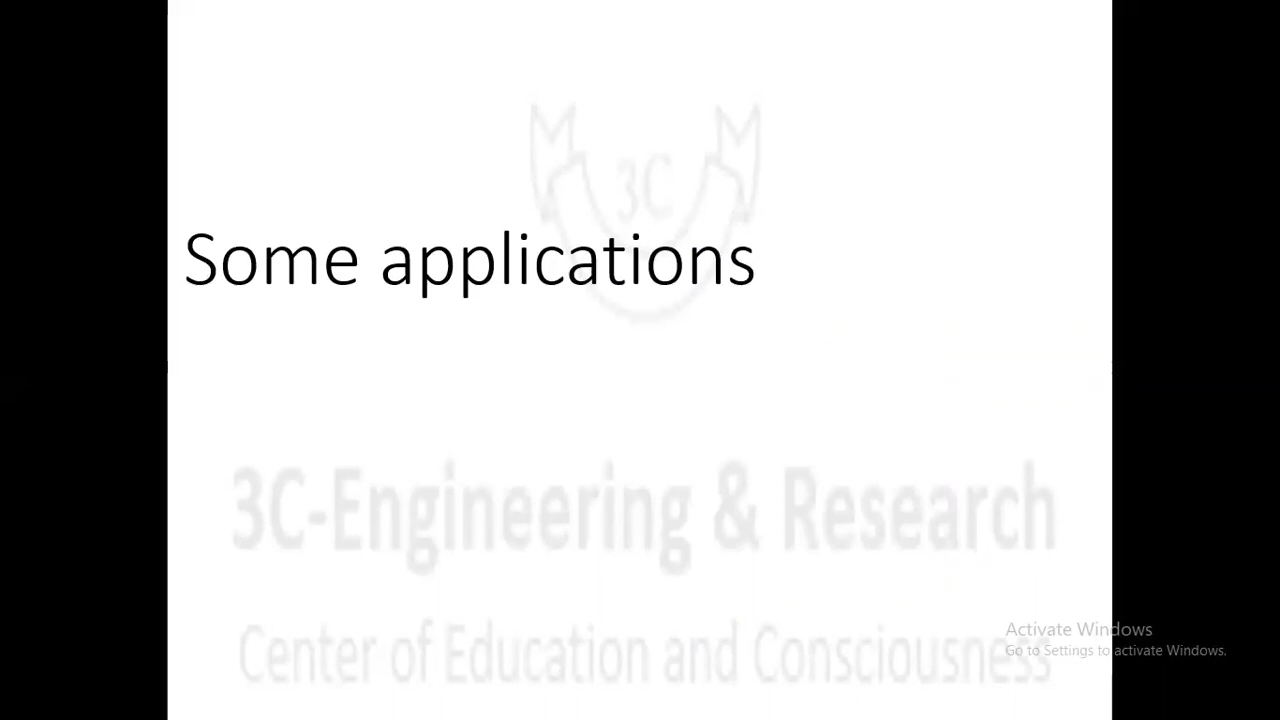 3C
Some applications
3C-Engineering & Research
Center of Education and Consciousness
Activate Windows
Go to Settings to activate Windows.